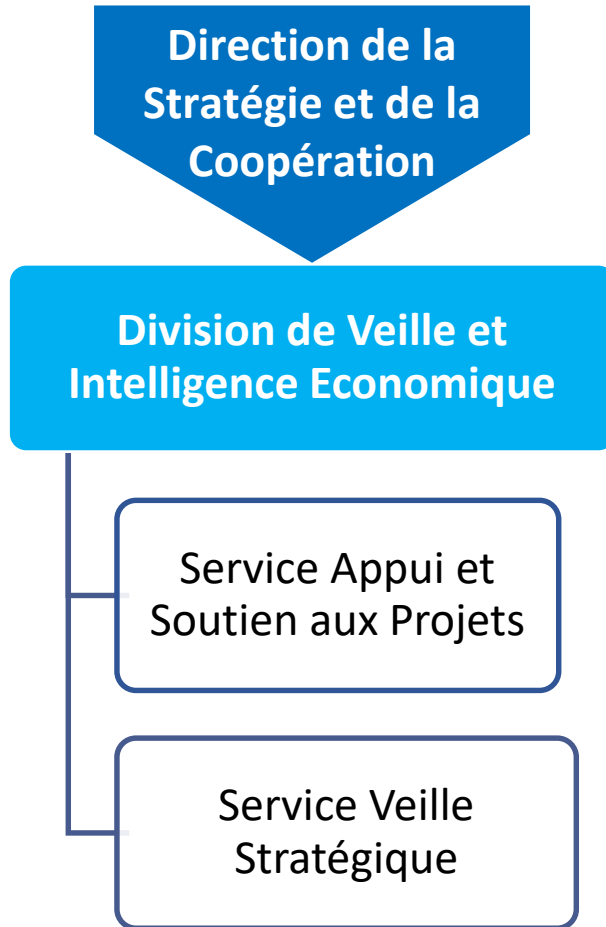 Direction de la
Stratégie et de la
Coopération
Division de Veille et
Intelligence Economique
Service Appui et
Soutien aux Projets
Service Veille
Stratégique